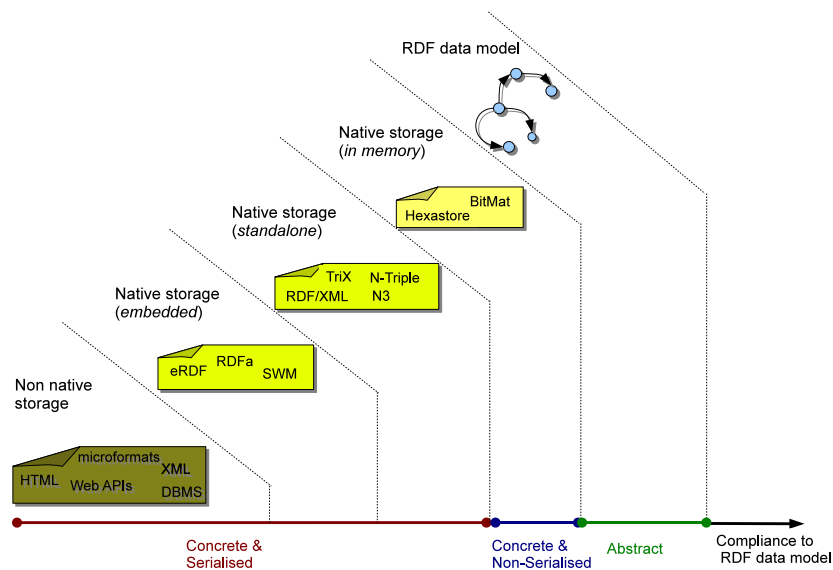 RDF data model
Native storage
(in memory)
BitMat
Hexastore
Native storage
(standalone)
TriX N-Triple
RDF/XML N3
Native storage
(embedded)
RDFa
eRDF
SWM
Non native
storage
microformats
XML
HTML
Web APIs
DBMS
Concrete &
Serialised
Concrete &
Non-Serialised
Abstract
Compliance to
RDF data model